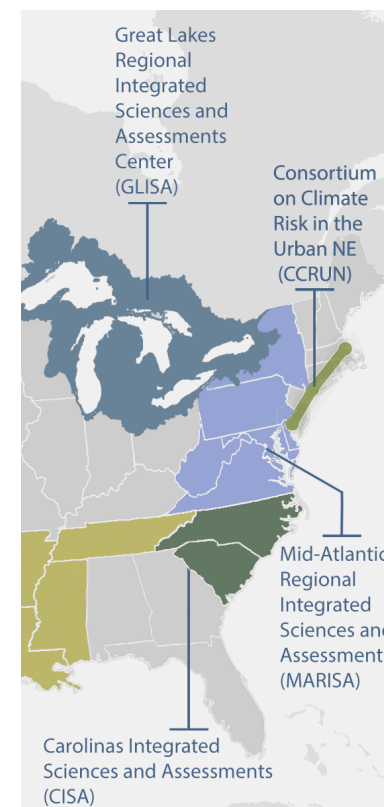 Great Lakes
Regional
Integrated
Sciences and
Assessments
Center
(GLISA)
Consortium
on Climate
Risk in the
Urban NE
(CCRUN)
Mid-Atlantic
Regional
Integrated
Sciences and
Assessment
(MARISA)
Carolinas Integrated
Sciences and Assessments
(CISA)